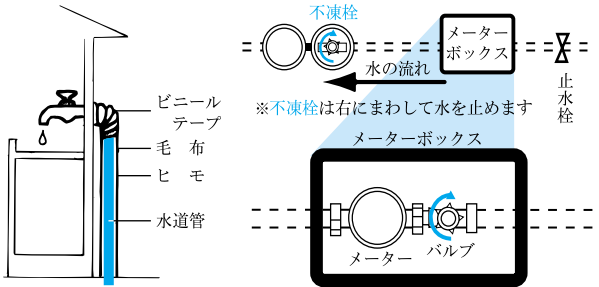 ビニール
テープ
毛 布
ヒ モ
水道管
不凍栓
メーター
ボックス
水の流れ
止水栓
※不凍栓は右にまわして水を止めます
メーターボックス
メーター
バルブ